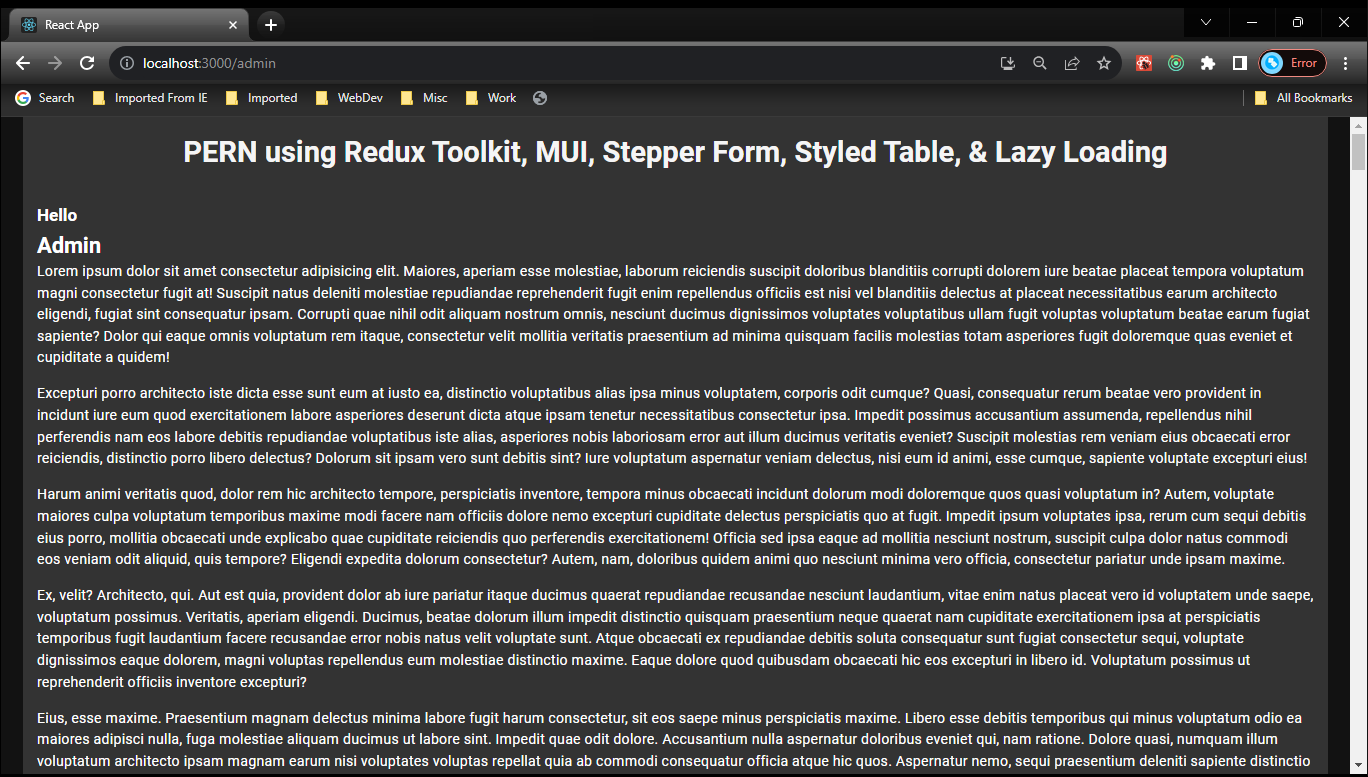 React App
localhost:3000/admin
Error
Search
Imported From IE
Imported
WebDev
Misc
Work
All Bookmarks
PERN using Redux Toolkit, MUI, Stepper Form, Styled Table, & Lazy Loading
Hello
Admin
Lorem ipsum dolor sit amet consectetur adipisicing elit. Maiores, aperiam esse molestiae, laborum reiciendis suscipit doloribus blanditiis corrupti dolorem iure beatae placeat tempora voluptatum
magni consectetur fugit at! Suscipit natus deleniti molestiae repudiandae reprehenderit fugit enim repellendus officiis est nisi vel blanditiis delectus at placeat necessitatibus earum architecto
eligendi, fugiat sint consequatur ipsam. Corrupti quae nihil odit aliquam nostrum omnis, nesciunt ducimus dignissimos voluptates voluptatibus ullam fugit voluptas voluptatum beatae earum fugiat
sapiente? Dolor qui eaque omnis voluptatum rem itaque, consectetur velit mollitia veritatis praesentium ad minima quisquam facilis molestias totam asperiores fugit doloremque quas eveniet et
cupiditate a quidem!
Excepturi porro architecto iste dicta esse sunt eum at iusto ea, distinctio voluptatibus alias ipsa minus voluptatem, corporis odit cumque? Quasi, consequatur rerum beatae vero provident in
incidunt iure eum quod exercitationem labore asperiores deserunt dicta atque ipsam tenetur necessitatibus consectetur ipsa. Impedit possimus accusantium assumenda, repellendus nihil
perferendis nam eos labore debitis repudiandae voluptatibus iste alias, asperiores nobis laboriosam error aut illum ducimus veritatis eveniet? Suscipit molestias rem veniam eius obcaecati error
reiciendis, distinctio porro libero delectus? Dolorum sit ipsam vero sunt debitis sint? Iure voluptatum aspernatur veniam delectus, nisi eum id animi, esse cumque, sapiente voluptate excepturi eius!
Harum animi veritatis quod, dolor rem hic architecto tempore, perspiciatis inventore, tempora minus obcaecati incidunt dolorum modi doloremque quos quasi voluptatum in? Autem, voluptate
maiores culpa voluptatum temporibus maxime modi facere nam officiis dolore nemo excepturi cupiditate delectus perspiciatis quo at fugit. Impedit ipsum voluptates ipsa, rerum cum sequi debitis
eius porro, mollitia obcaecati unde explicabo quae cupiditate reiciendis quo perferendis exercitationem! Officia sed ipsa eaque ad mollitia nesciunt nostrum, suscipit culpa dolor natus commodi
eos veniam odit aliquid, quis tempore? Eligendi expedita dolorum consectetur? Autem, nam, doloribus quidem animi quo nesciunt minima vero officia, consectetur pariatur unde ipsam maxime.
Ex, velit? Architecto, qui. Aut est quia, provident dolor ab iure pariatur itaque ducimus quaerat repudiandae recusandae nesciunt laudantium, vitae enim natus placeat vero id voluptatem unde saepe,
voluptatum possimus. Veritatis, aperiam eligendi. Ducimus, beatae dolorum illum impedit distinctio quisquam praesentium neque quaerat nam cupiditate exercitationem ipsa at perspiciatis
temporibus fugit laudantium facere recusandae error nobis natus velit voluptate sunt. Atque obcaecati ex repudiandae debitis soluta consequatur sunt fugiat consectetur sequi, voluptate
dignissimos eaque dolorem, magni voluptas repellendus eum molestiae distinctio maxime. Eaque dolore quod quibusdam obcaecati hic eos excepturi in libero id. Voluptatum possimus ut
reprehenderit officiis inventore excepturi?
Eius, esse maxime. Praesentium magnam delectus minima labore fugit harum consectetur, sit eos saepe minus perspiciatis maxime. Libero esse debitis temporibus qui minus voluptatum odio ea
maiores adipisci nulla, fuga molestiae aliquam ducimus ut labore sint. Impedit quae odit dolore. Accusantium nulla aspernatur doloribus eveniet qui, nam ratione. Dolore quasi, numquam illum
voluptatum architecto ipsam magnam earum nisi voluptates voluptas repellat quia ab commodi consequatur officia atque hic quos. Aspernatur nemo, sequi praesentium deleniti sapiente distinctio